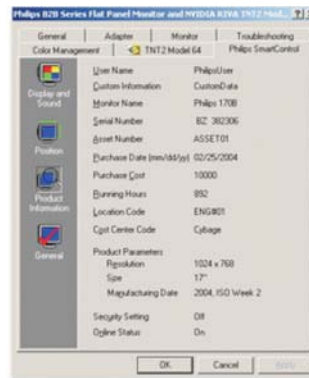 Philips B2B Series Flat Panel Monitor and NVIDIA RIVA TNT2 Mod...
General Adapter Monitor Troubleshooting
Color Management TNT2 Model 64 Philips SmartControl
Display and Sound
Position
Product Information
General
User Name PhilipsUser
Custom Information CustomData
Monitor Name Philips 170B
Serial Number BZ 382306
Asset Number ASSET01
Purchase Date (mm/dd/yy) 02/25/2004
Purchase Cost 10000
Running Hours 892
Location Code ENG#01
Cost Center Code Cybage
Product Parameters
Resolution 1024 x 768
Size 17"
Manufacturing Date 2004, ISO Week 2
Security Setting Off
Online Status On
OK Cancel Apply